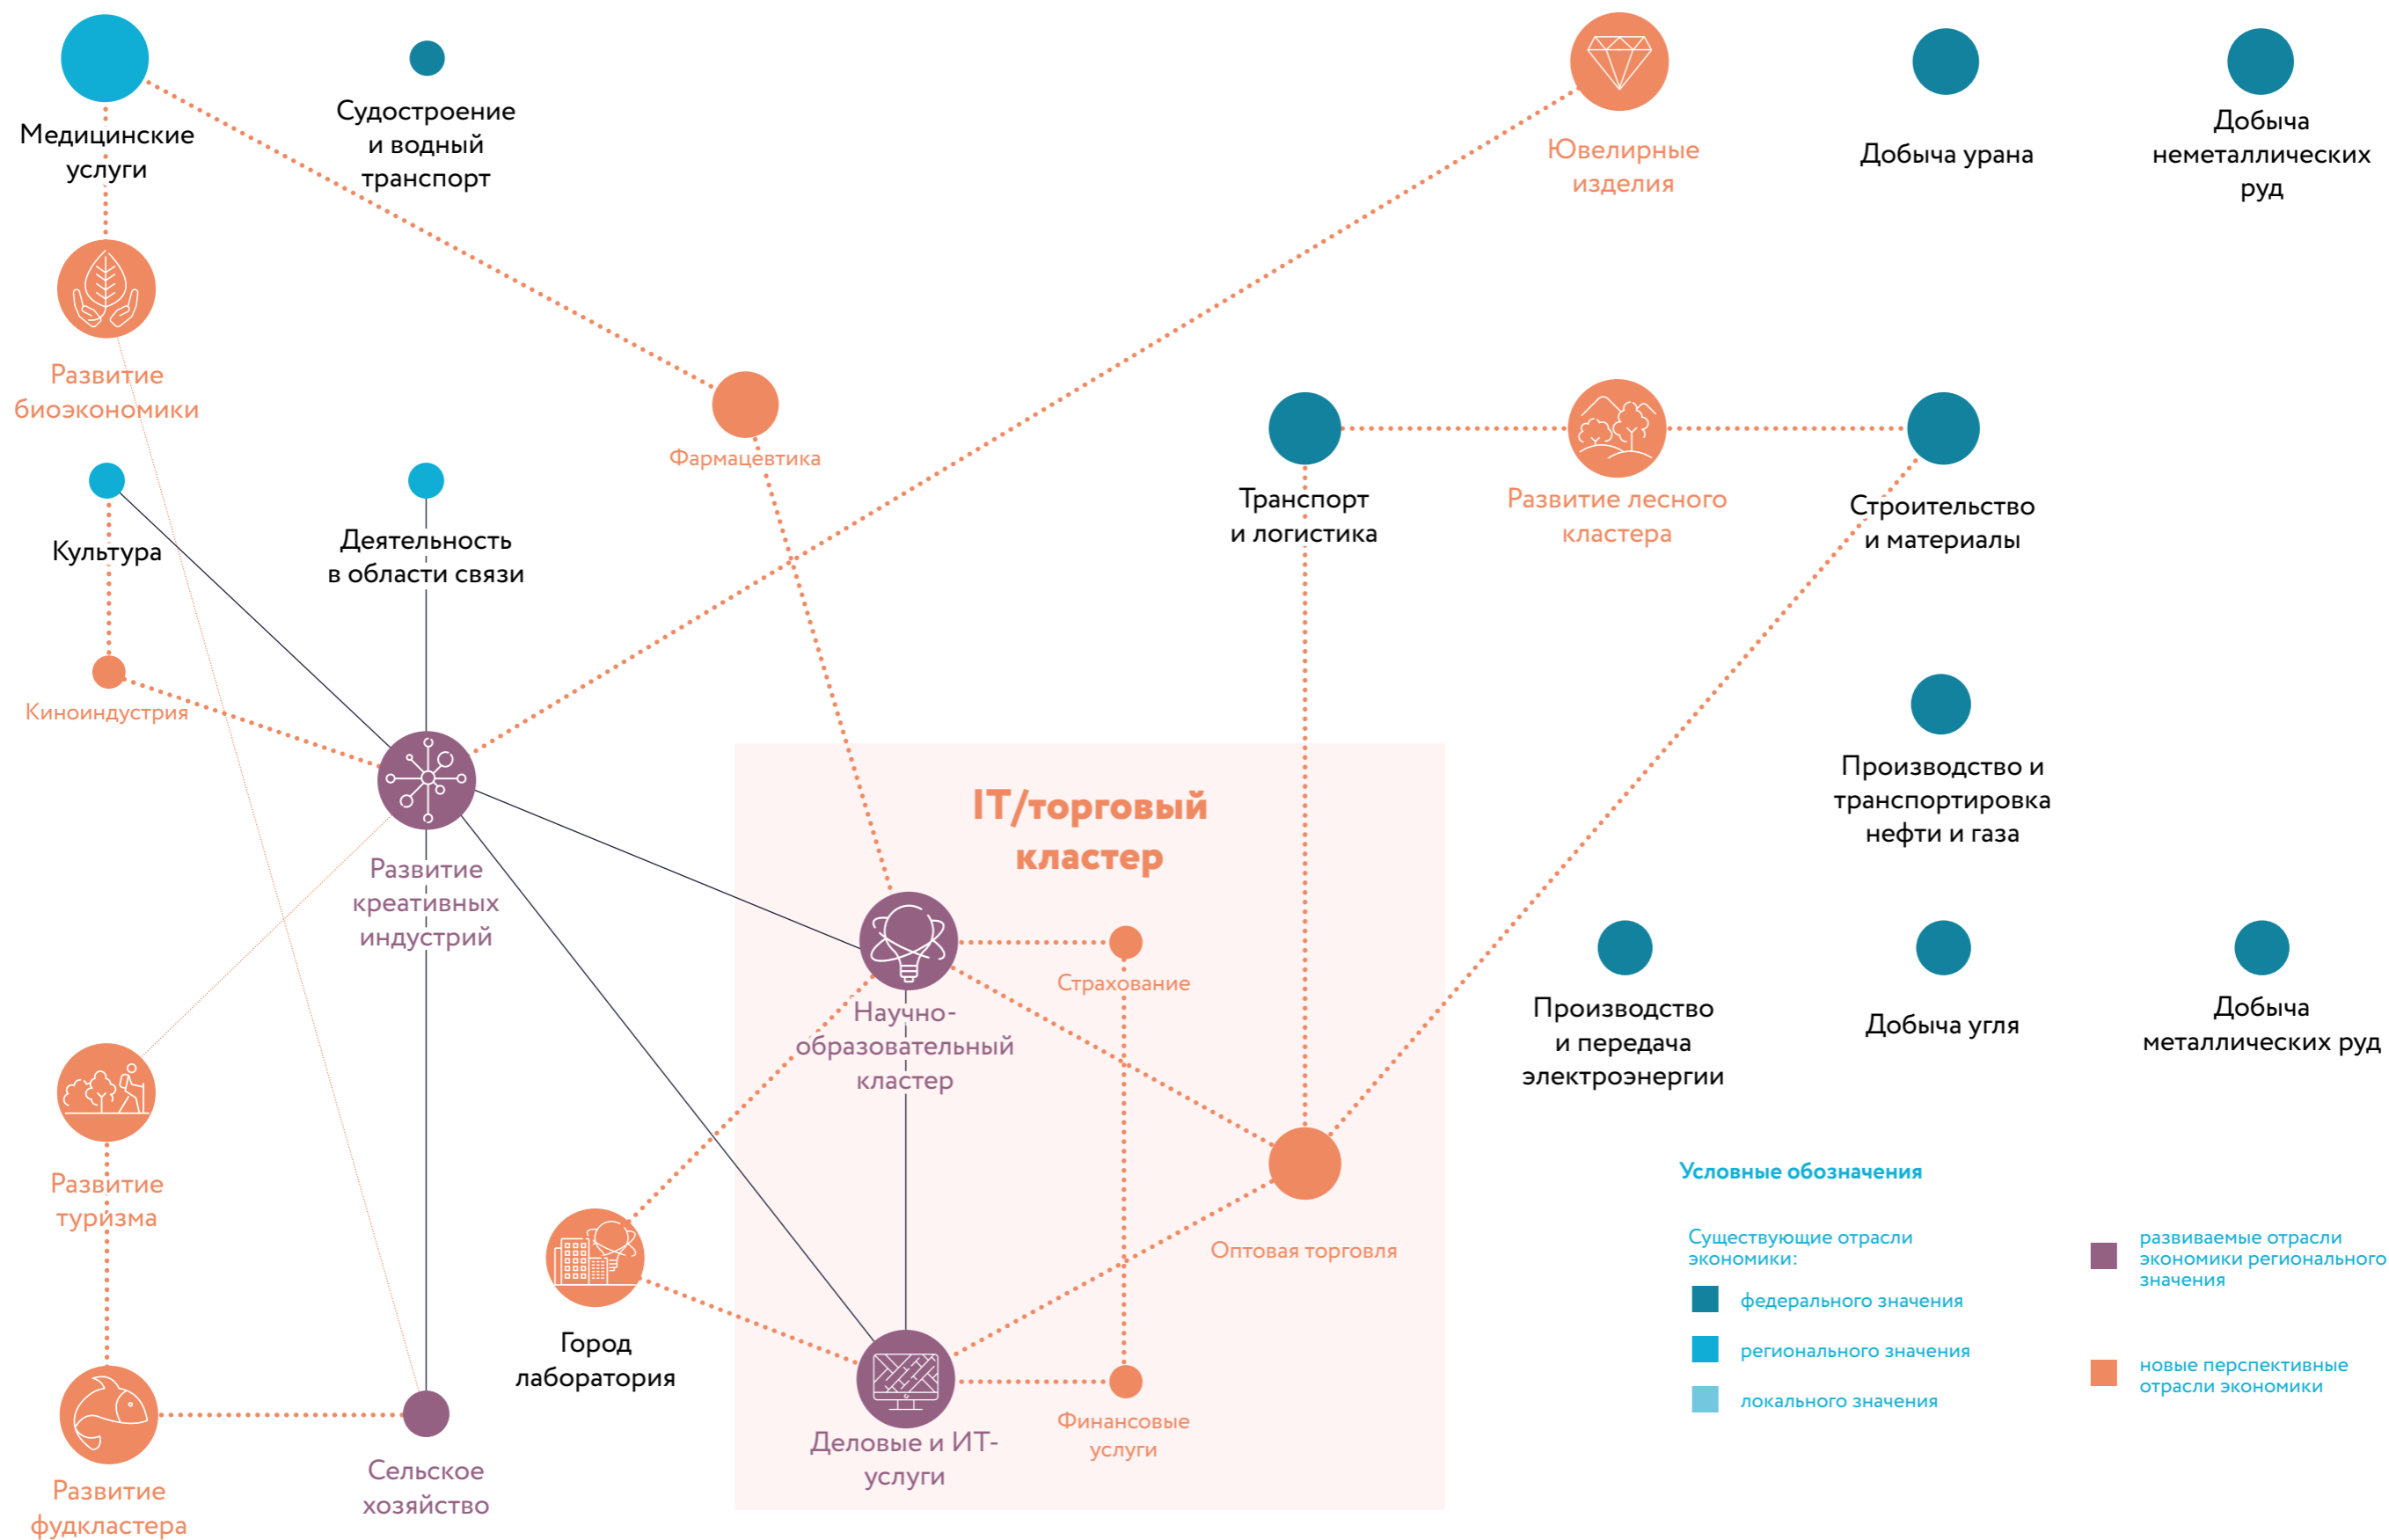 Медицинские
услуги
Судостроение
и водный
транспорт
Ювелирные
изделия
Добыча урана
Добыча
неметаллических
руд
Развитие
биоэкономики
Фармацевтика
Транспорт
и логистика
Развитие лесного
кластера
Строительство
и материалы
Культура
Деятельность
в области связи
Киноиндустрия
Производство и
транспортировка
нефти и газа
IT/торговый
кластер
Развитие
креативных
индустрий
Страхование
Научно-
образовательный
кластер
Производство
и передача
электроэнергии
Добыча угля
Добыча
металлических руд
Развитие
туризма
Оптовая торговля
Город
лаборатория
Финансовые
услуги
Деловые и ИТ-
услуги
Сельское
хозяйство
Развитие
фудкластера
Условные обозначения
Существующие отрасли
экономики:
федерального значения
регионального значения
локального значения
развиваемые отрасли
экономики регионального
значения
новые перспективные
отрасли экономики